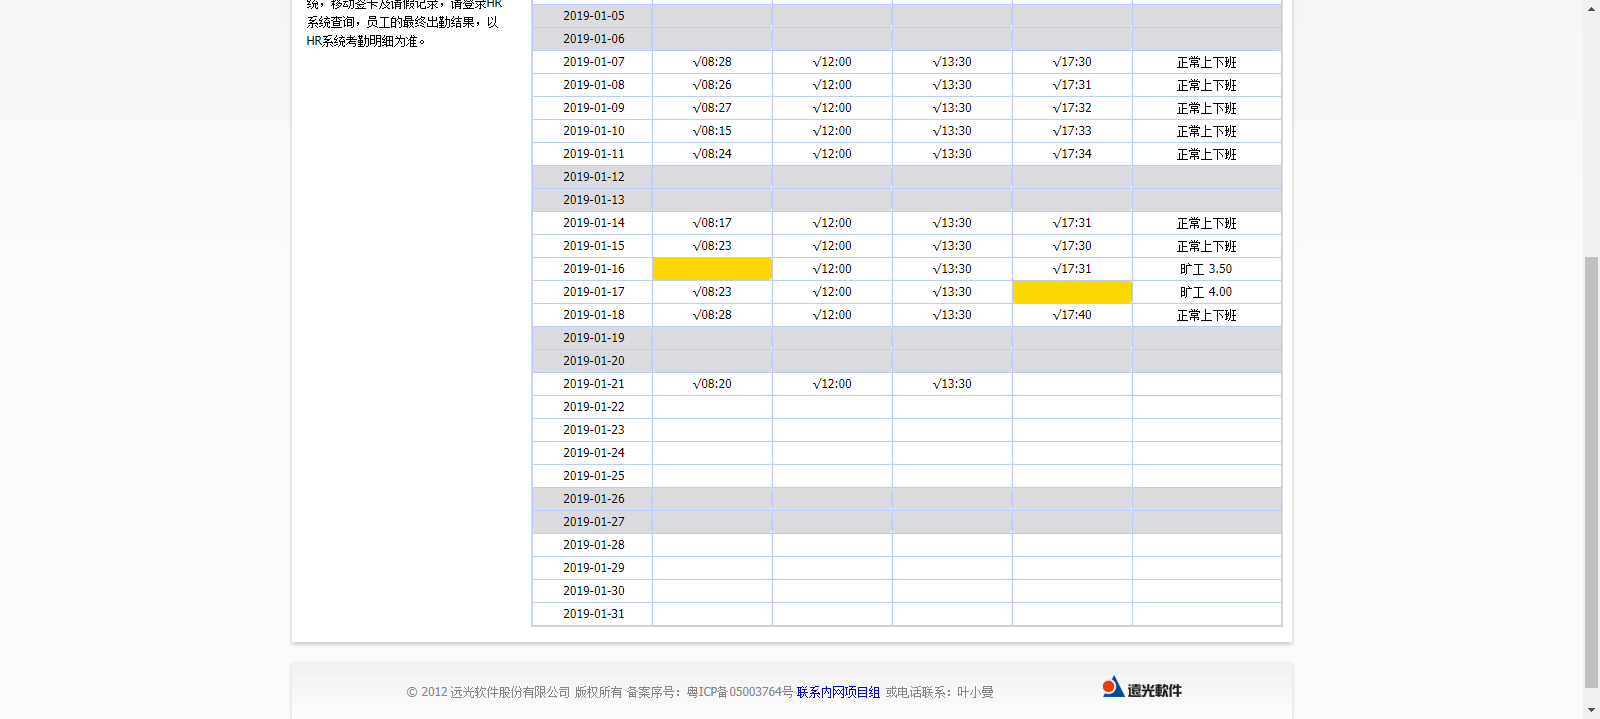 统，移动签卡及请假记录，请登录HR
系统查询，员工的最终出勤结果，以
HR系统考勤明细为准。
2019-01-05
2019-01-06
2019-01-07 √08:28 √12:00 √13:30 √17:30 正常上下班
2019-01-08 √08:26 √12:00 √13:30 √17:31 正常上下班
2019-01-09 √08:27 √12:00 √13:30 √17:32 正常上下班
2019-01-10 √08:15 √12:00 √13:30 √17:33 正常上下班
2019-01-11 √08:24 √12:00 √13:30 √17:34 正常上下班
2019-01-12
2019-01-13
2019-01-14 √08:17 √12:00 √13:30 √17:31 正常上下班
2019-01-15 √08:23 √12:00 √13:30 √17:30 正常上下班
2019-01-16 √12:00 √13:30 √17:31 旷工 3.50
2019-01-17 √08:23 √12:00 √13:30 旷工 4.00
2019-01-18 √08:28 √12:00 √13:30 √17:40 正常上下班
2019-01-19
2019-01-20
2019-01-21 √08:20 √12:00 √13:30
2019-01-22
2019-01-23
2019-01-24
2019-01-25
2019-01-26
2019-01-27
2019-01-28
2019-01-29
2019-01-30
2019-01-31
© 2012 远光软件股份有限公司 版权所有 备案序号：粤ICP备05003764号 联系内网项目组 或电话联系：叶小曼
遠光軟件